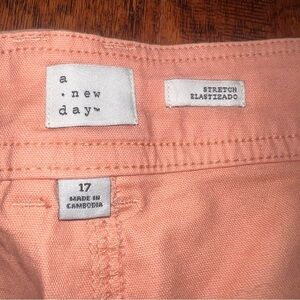 a
· new
day™
STRETCH
ELASTIZADO
17
MADE IN
CAMBODIA